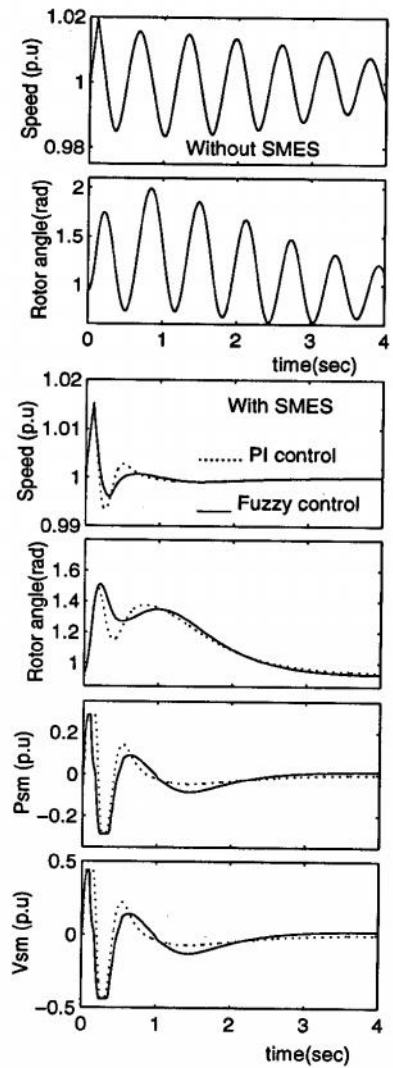 1.02
1
0.98
Speed (p.u)
Without SMES
2
1.5
1
Rotor angle(rad)
0 1 2 3 4
time(sec)
1.02
1.01
1
0.99
Speed (p.u)
With SMES
PI control
Fuzzy control
1.6
1.4
1.2
1
Rotor angle(rad)
0.2
0
−0.2
Psm (p.u)
0.5
0
−0.5
Vsm (p.u)
0 1 2 3 4
time(sec)